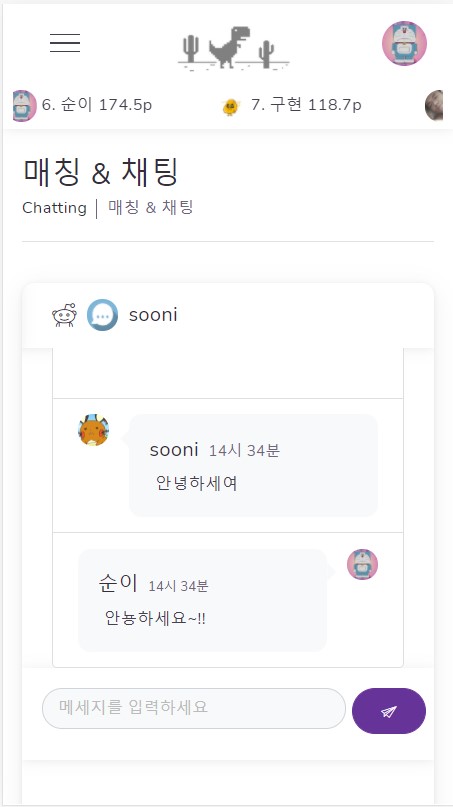 6. 순이 174.5p 7. 구현 118.7p
매칭 & 채팅
Chatting | 매칭 & 채팅
sooni
sooni 14시 34분
안녕하세여
순이 14시 34분
안뇽하세요~!!
메세지를 입력하세요